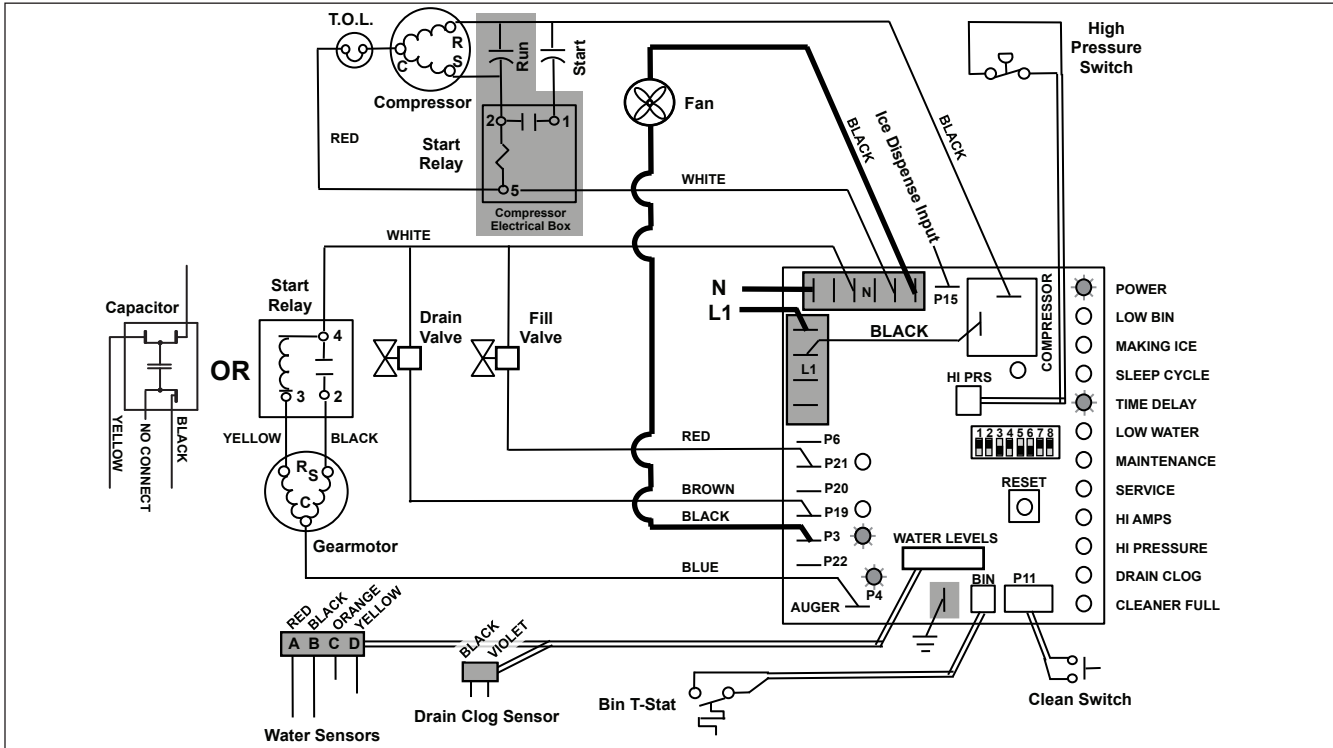 T.O.L.
R
S
C
Compressor
Run
Start
2
1
Start
Relay
5
Compressor
Electrical Box
RED
WHITE
Fan
BLACK
Ice Dispense Input
BLACK
High
Pressure
Switch
WHITE
Capacitor
YELLOW
NO CONNECT
BLACK
OR
Start
Relay
4
3
2
YELLOW
BLACK
R
S
C
Gearmotor
Drain
Valve
Fill
Valve
N
L1
N
P15
BLACK
L1
COMPRESSOR
HI PRS
POWER
LOW BIN
MAKING ICE
SLEEP CYCLE
TIME DELAY
LOW WATER
MAINTENANCE
SERVICE
HI AMPS
HI PRESSURE
DRAIN CLOG
CLEANER FULL
1 2 3 4 5 6 7 8
RESET
RED
P6
P21
BROWN
P20
P19
BLACK
P3
P22
BLUE
P4
AUGER
WATER LEVELS
BIN
P11
RED
BLACK
ORANGE
YELLOW
A B C D
Water Sensors
BLACK
VIOLET
Drain Clog Sensor
Bin T-Stat
Clean Switch